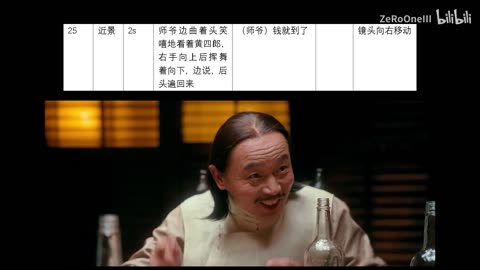 ZeRoOneIII bilibili
25 近景 2s 师爷边曲着头笑 （师爷）钱就到了 镜头向右移动
嘻地看着黄四郎，
右手向上后挥舞
着向下，边说，后
头遍回来